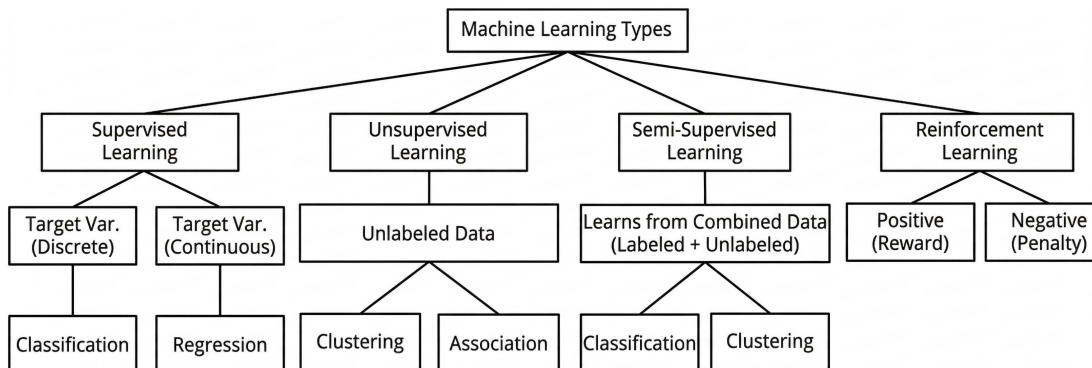 Machine Learning Types
Supervised
Learning
Unsupervised
Learning
Semi-Supervised
Learning
Reinforcement
Learning
Target Var.
(Discrete)
Target Var.
(Continuous)
Unlabeled Data
Learns from Combined Data
(Labeled + Unlabeled)
Positive
(Reward)
Negative
(Penalty)
Classification
Regression
Clustering
Association
Classification
Clustering